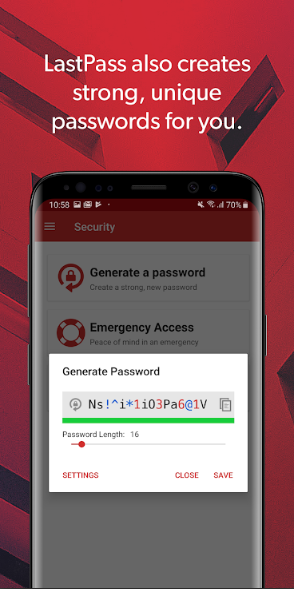 LastPass also creates
strong, unique
passwords for you.
10:58 70%
Security
Generate a password
Create a strong, new password
Emergency Access
Peace of mind in an emergency
Generate Password
Ns!^i*1iO3Pa6@1V
Password Length: 16
SETTINGS CLOSE SAVE